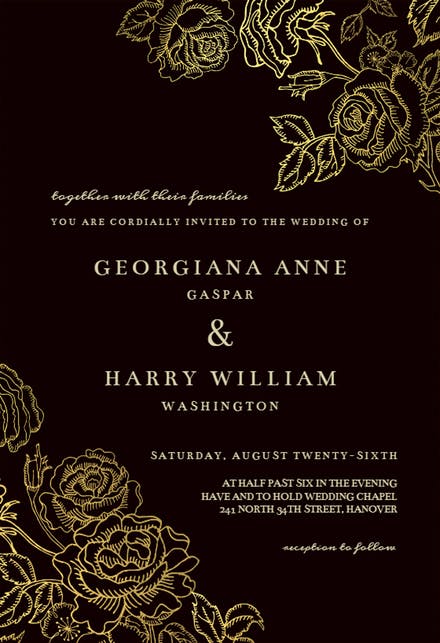 together with their families
YOU ARE CORDIALLY INVITED TO THE WEDDING OF
GEORGIANA ANNE
GASPAR
&
HARRY WILLIAM
WASHINGTON
SATURDAY, AUGUST TWENTY-SIXTH
AT HALF PAST SIX IN THE EVENING
HAVE AND TO HOLD WEDDING CHAPEL
241 NORTH 34TH STREET, HANOVER
reception to follow